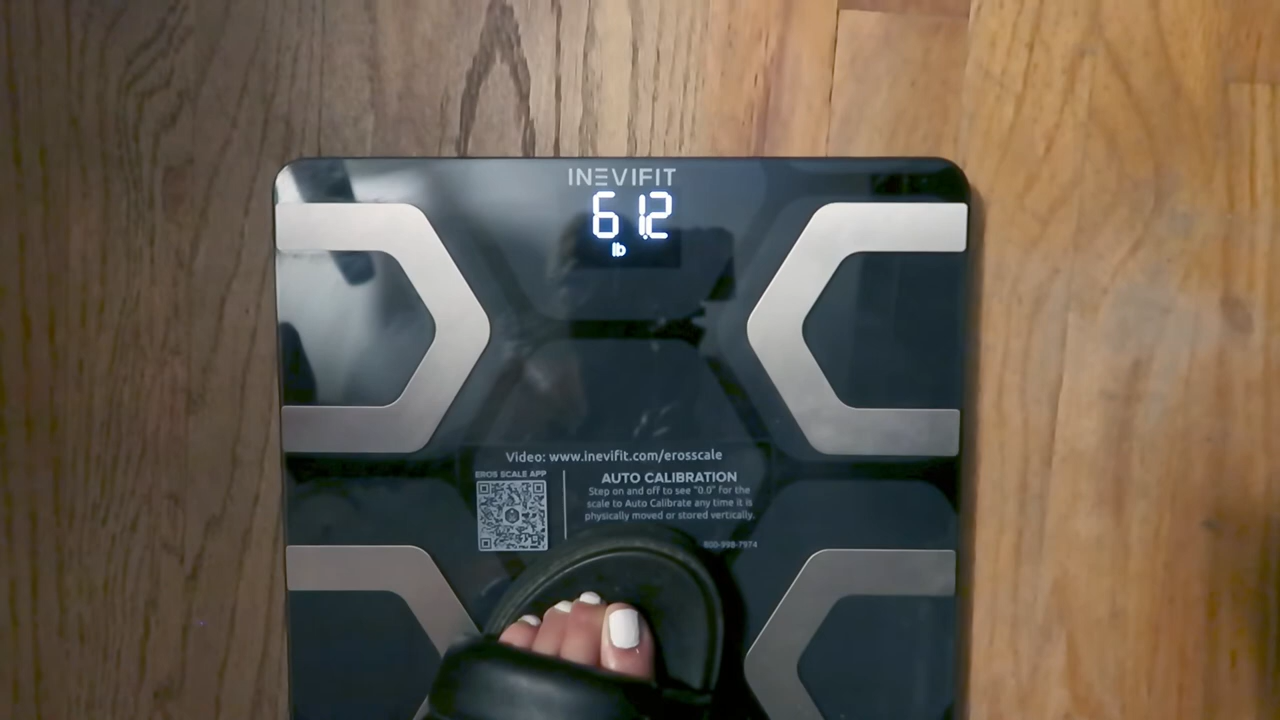 INEVIFIT
61.2
lb
Video: www.inevifit.com/erosscale
EROS SCALE APP
AUTO CALIBRATION
Step on and off to see "0.0" for the
scale to Auto Calibrate any time it is
physically moved or stored vertically.
800-998-7974